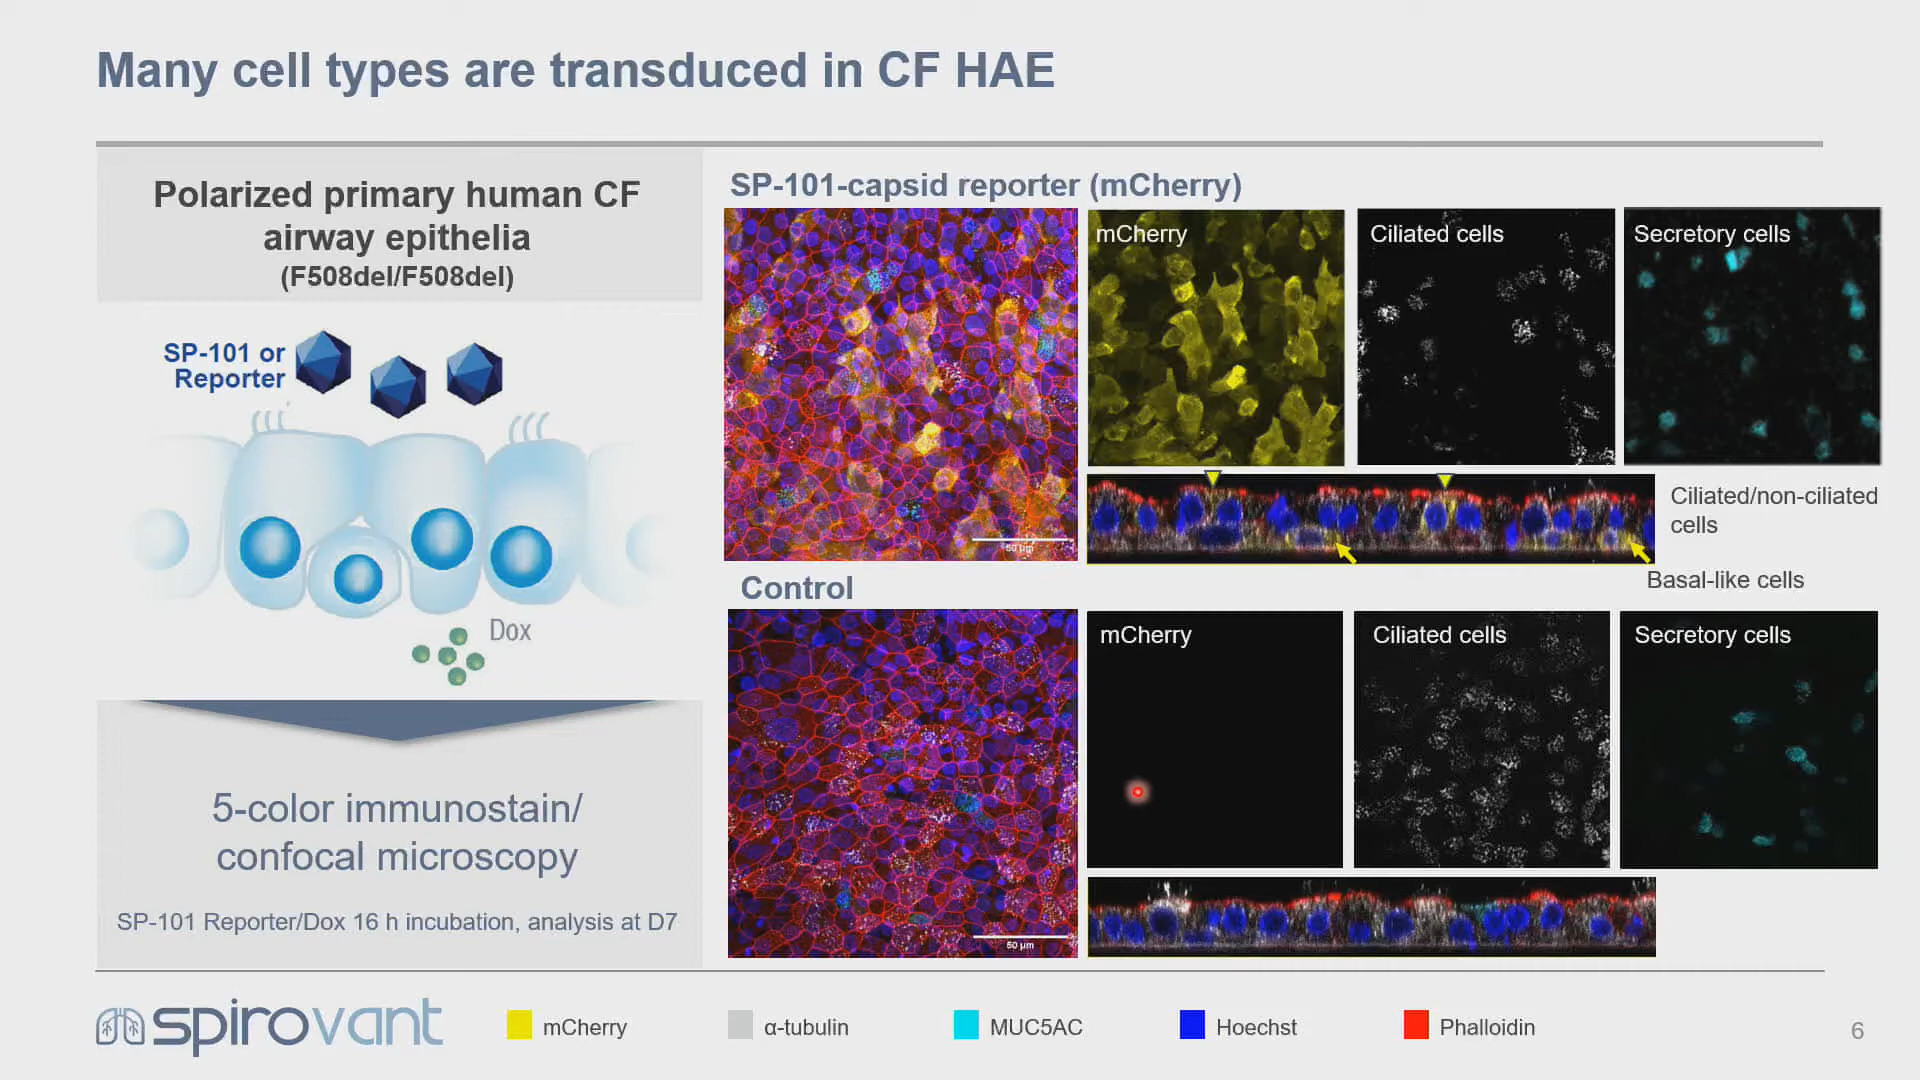 Many cell types are transduced in CF HAE
Polarized primary human CF
airway epithelia
(F508del/F508del)
SP-101 or
Reporter
Dox
5-color immunostain/
confocal microscopy
SP-101 Reporter/Dox 16 h incubation, analysis at D7
SP-101-capsid reporter (mCherry)
mCherry
Ciliated cells
Secretory cells
50 µm
Ciliated/non-ciliated
cells
Basal-like cells
Control
mCherry
Ciliated cells
Secretory cells
50 µm
spirovant
mCherry
α-tubulin
MUC5AC
Hoechst
Phalloidin
6